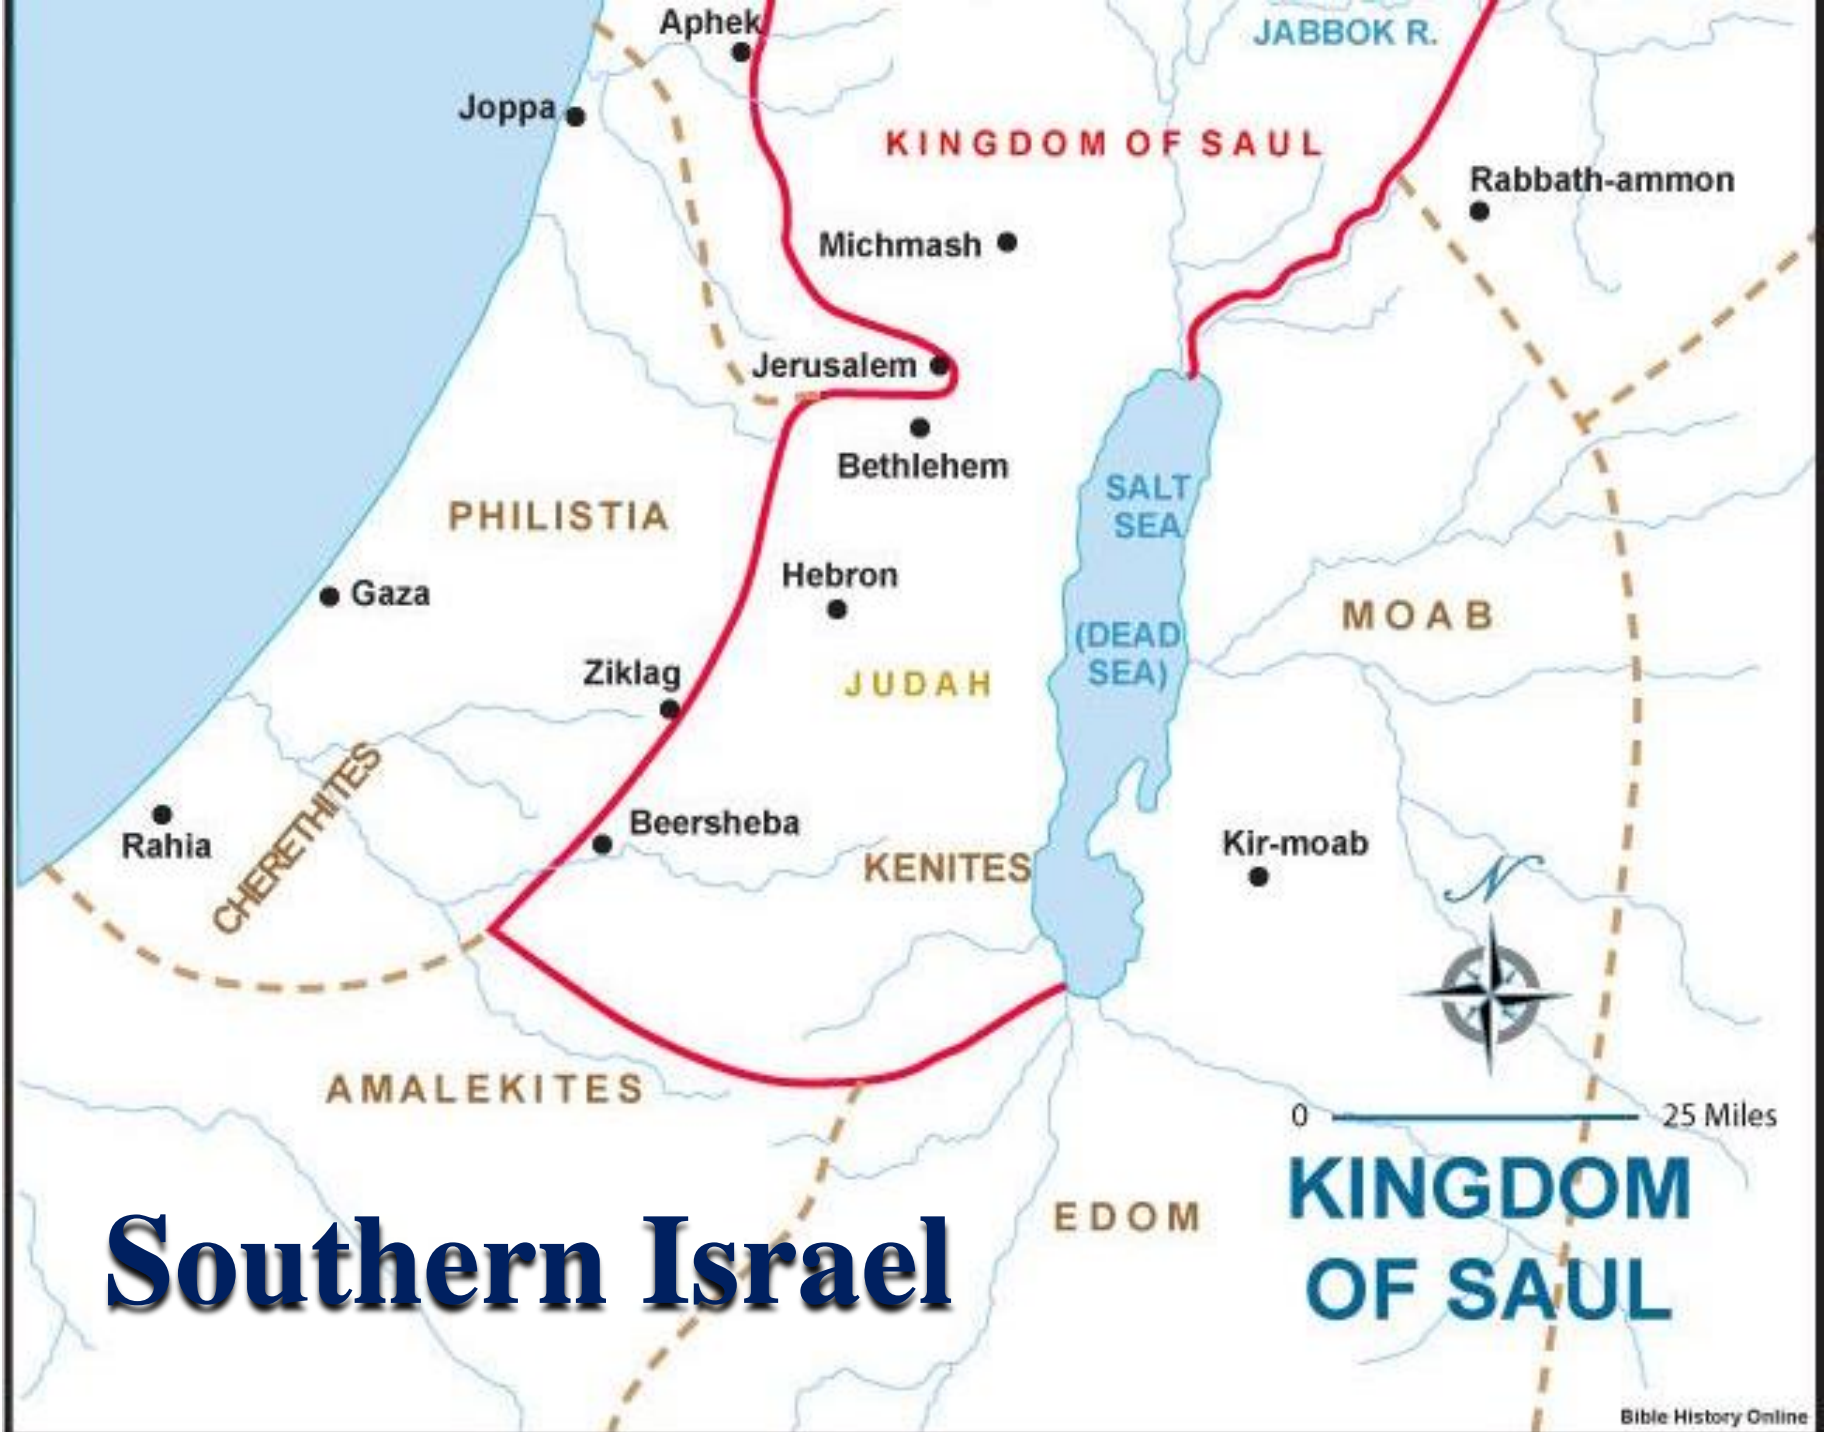 Aphek
JABBOK R.
Joppa
KINGDOM OF SAUL
Rabbath-ammon
Michmash
Jerusalem
Bethlehem
SALT
SEA
PHILISTIA
Hebron
Gaza
MOAB
(DEAD
SEA)
Ziklag
JUDAH
CHERETHITES
Beersheba
Rahia
Kir-moab
KENITES
N
AMALEKITES
0 25 Miles
KINGDOM
OF SAUL
EDOM
Southern Israel
Bible History Online